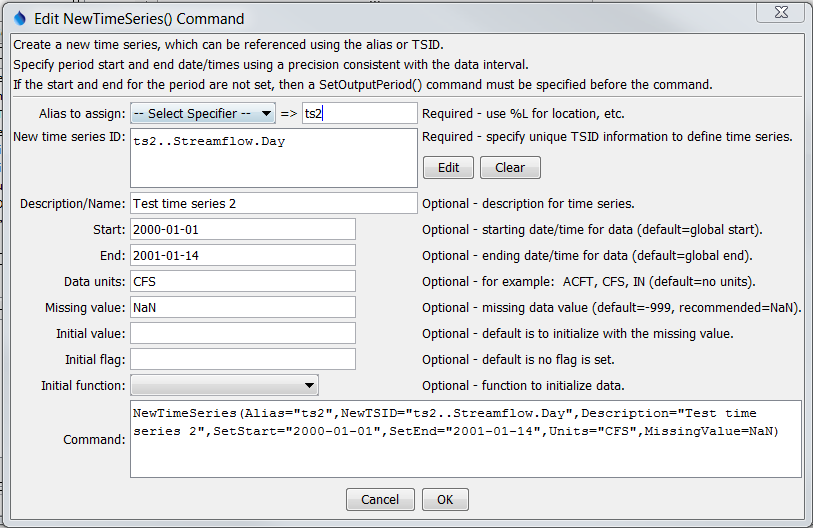 Edit NewTimeSeries() Command
Create a new time series, which can be referenced using the alias or TSID.
Specify period start and end date/times using a precision consistent with the data interval.
If the start and end for the period are not set, then a SetOutputPeriod() command must be specified before the command.
Alias to assign: -- Select Specifier -- => ts2 Required - use %L for location, etc.
New time series ID: ts2..Streamflow.Day Required - specify unique TSID information to define time series.
Edit Clear
Description/Name: Test time series 2 Optional - description for time series.
Start: 2000-01-01 Optional - starting date/time for data (default=global start).
End: 2001-01-14 Optional - ending date/time for data (default=global end).
Data units: CFS Optional - for example:  ACFT, CFS, IN (default=no units).
Missing value: NaN Optional - missing data value (default=-999, recommended=NaN).
Initial value: Optional - default is to initialize with the missing value.
Initial flag: Optional - default is no flag is set.
Initial function: Optional - function to initialize data.
Command: NewTimeSeries(Alias="ts2",NewTSID="ts2..Streamflow.Day",Description="Test time
series 2",SetStart="2000-01-01",SetEnd="2001-01-14",Units="CFS",MissingValue=NaN)
Cancel OK